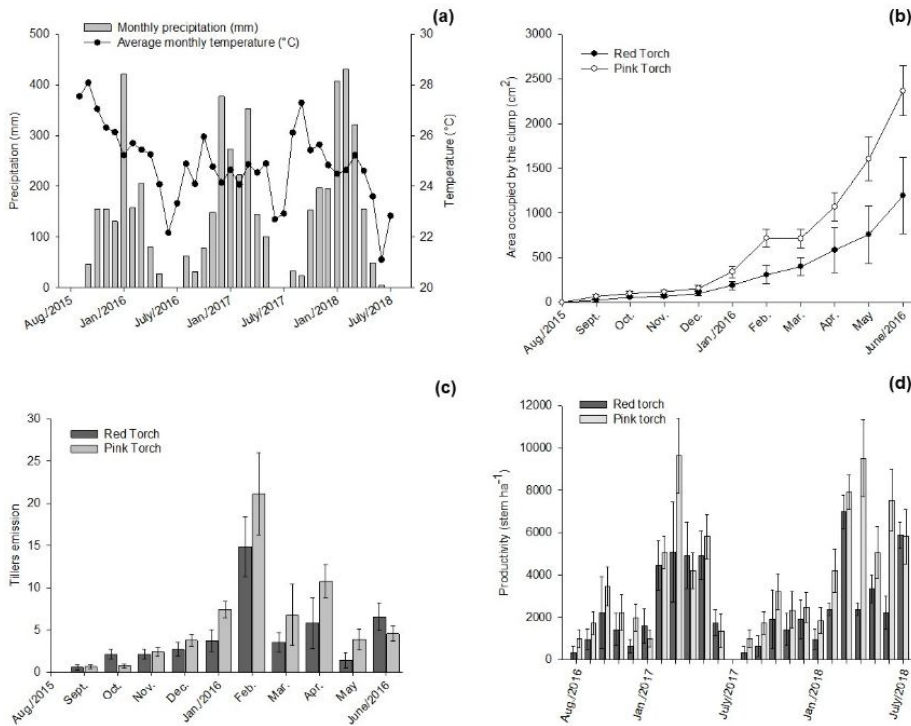 (a)
Monthly precipitation (mm)
Average monthly temperature (°C)
Precipitation (mm)
500
400
300
200
100
0
Temperature (°C)
30
28
26
24
22
20
Aug./2015
Jan./2016
July/2016
Jan./2017
July/2017
Jan./2018
July/2018
(b)
Red Torch
Pink Torch
Area occupied by the clump (cm²)
3000
2500
2000
1500
1000
500
0
Aug/2015
Sept.
Oct.
Nov.
Dec.
Jan./2016
Feb.
Mar.
Apr.
May
June/2016
(c)
Red Torch
Pink Torch
Tillers emission
30
25
20
15
10
5
0
Aug/2015
Sept.
Oct.
Nov.
Dec.
Jan./2016
Feb.
Mar.
Apr.
May
June/2016
(d)
Red torch
Pink torch
Productivity (stem ha⁻¹)
12000
10000
8000
6000
4000
2000
0
Aug/2016
Jan./2017
July/2017
Jan./2018
July/2018